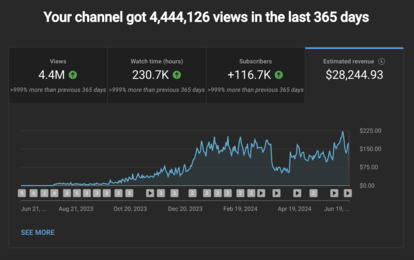 Your channel got 4,444,126 views in the last 365 days
Views
Watch time (hours)
Subscribers
Estimated revenue
4.4M
230.7K
+116.7K
$28,244.93
>999% more than previous 365 days
>999% more than previous 365 days
>999% more than previous 365 days
$225.00
$150.00
$75.00
$0.00
Jun 21, ...
Aug 21, 2023
Oct 20, 2023
Dec 20, 2023
Feb 19, 2024
Apr 19, 2024
Jun 19, ...
SEE MORE